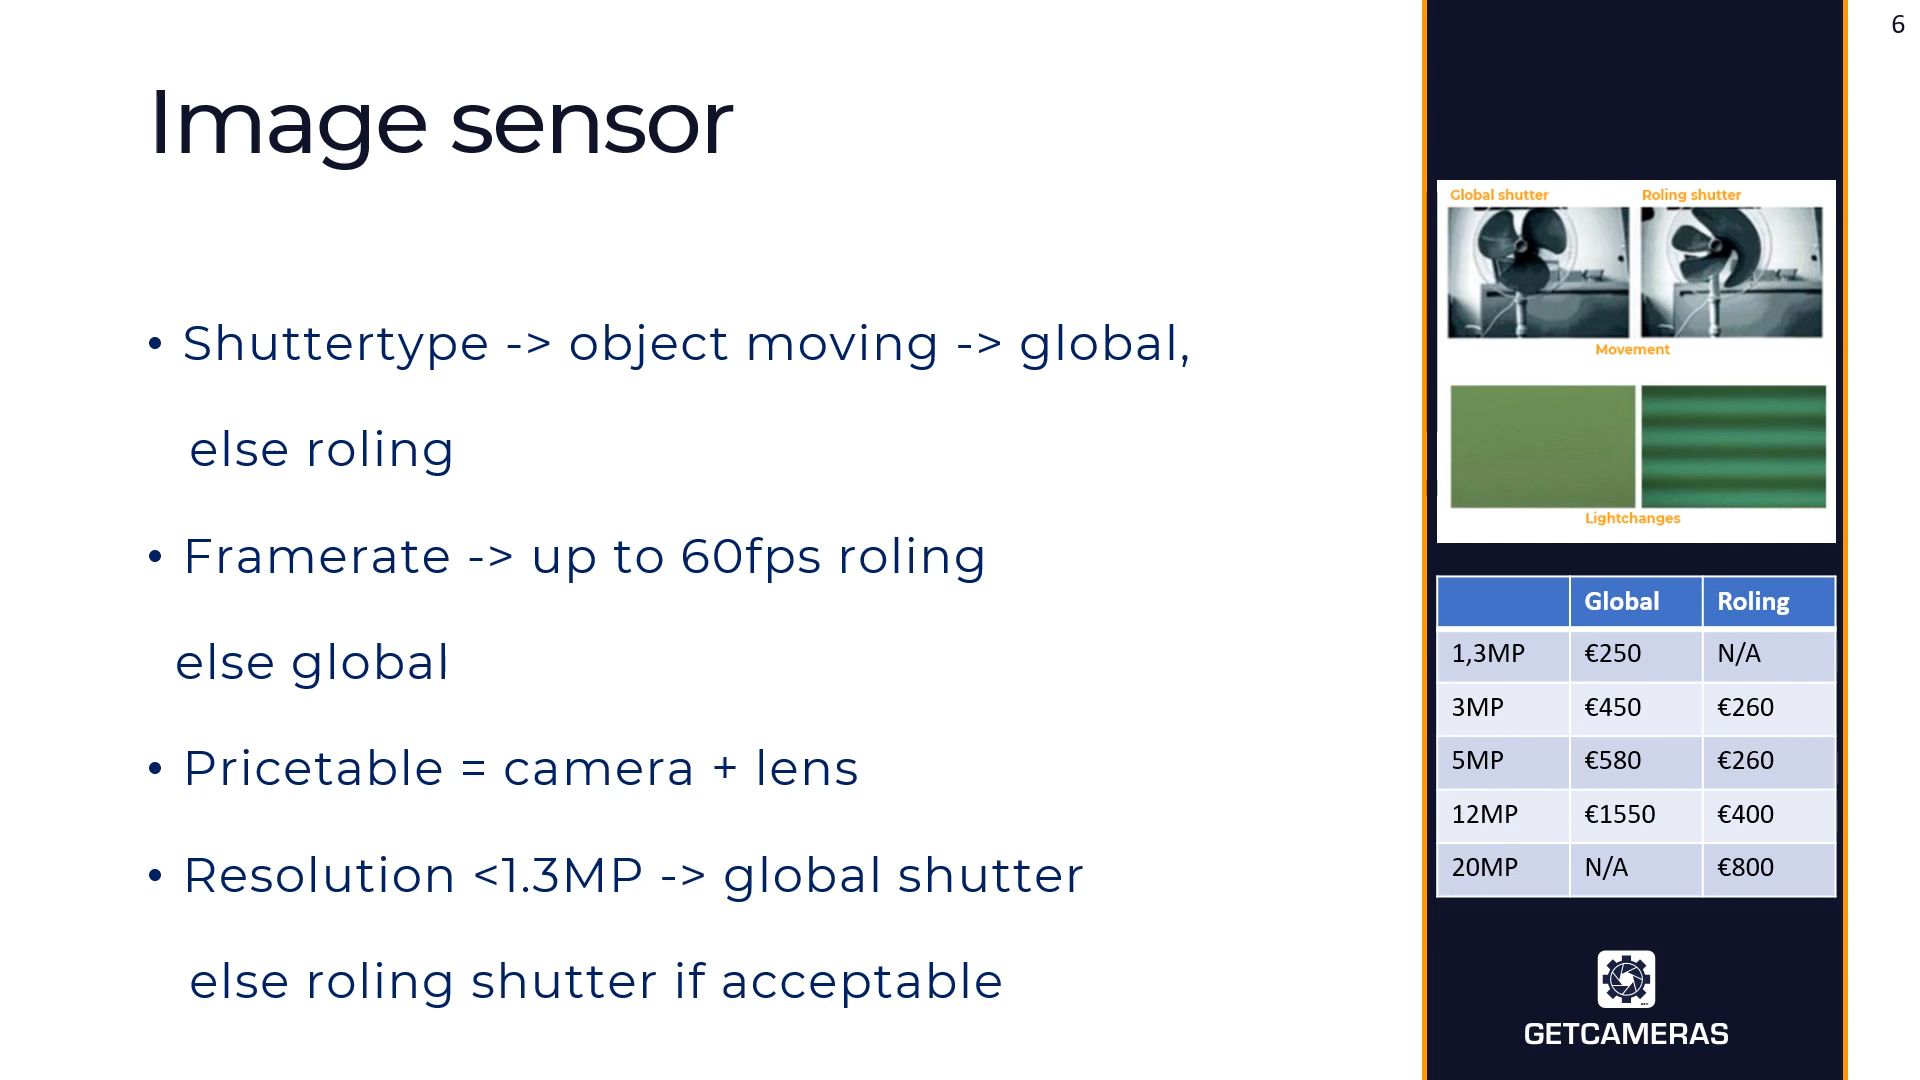 6
Image sensor
• Shuttertype -> object moving -> global,
else roling
• Framerate -> up to 60fps roling
else global
• Pricetable = camera + lens
• Resolution <1.3MP -> global shutter
else roling shutter if acceptable
Global shutter Roling shutter
Movement
Lightchanges
Global Roling
1,3MP €250 N/A
3MP €450 €260
5MP €580 €260
12MP €1550 €400
20MP N/A €800
GETCAMERAS